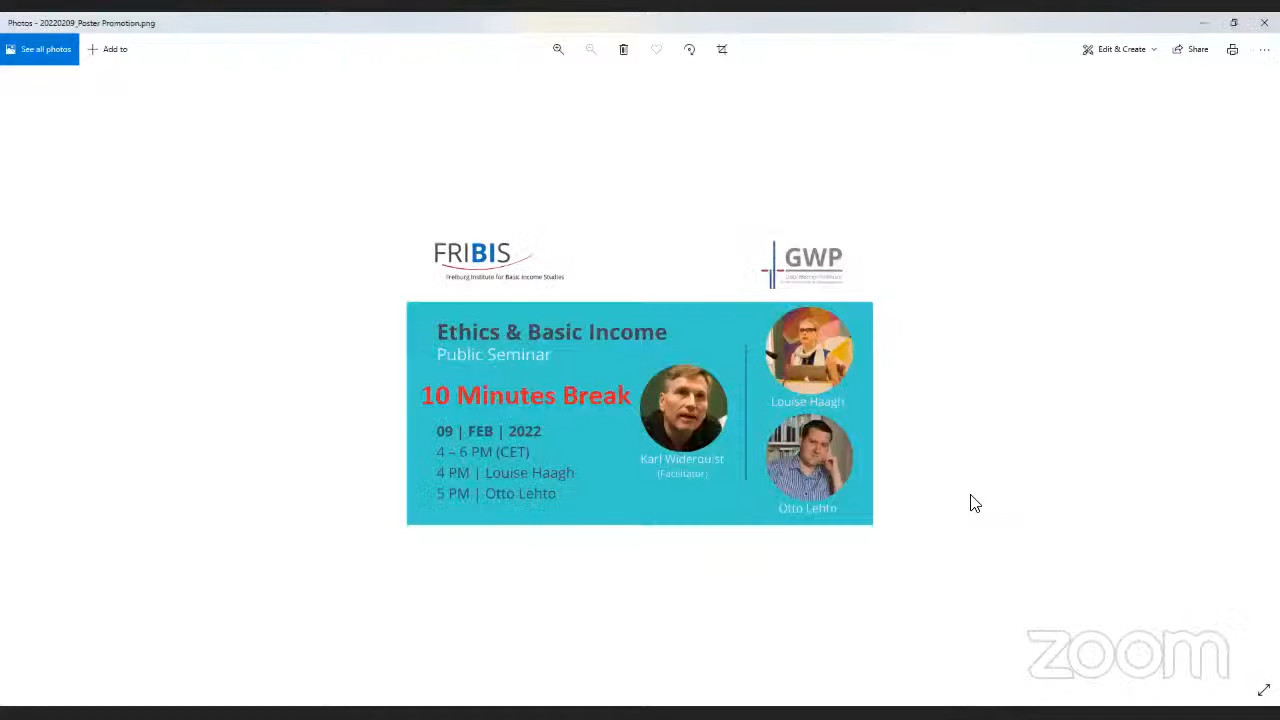 Photos - 20220209_Poster Promotion.png
See all photos
Add to
Edit & Create
Share
FRIBIS
Freiburg Institute for Basic Income Studies
GWP
Ethics & Basic Income
Public Seminar
10 Minutes Break
09 | FEB | 2022
4 – 6 PM (CET)
4 PM | Louise Haagh
5 PM | Otto Lehto
Karl Widerquist
(Facilitator)
Louise Haagh
Otto Lehto
zoom